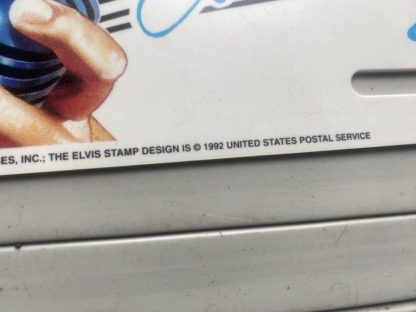 ES, INC.; THE ELVIS STAMP DESIGN IS © 1992 UNITED STATES POSTAL SERVICE